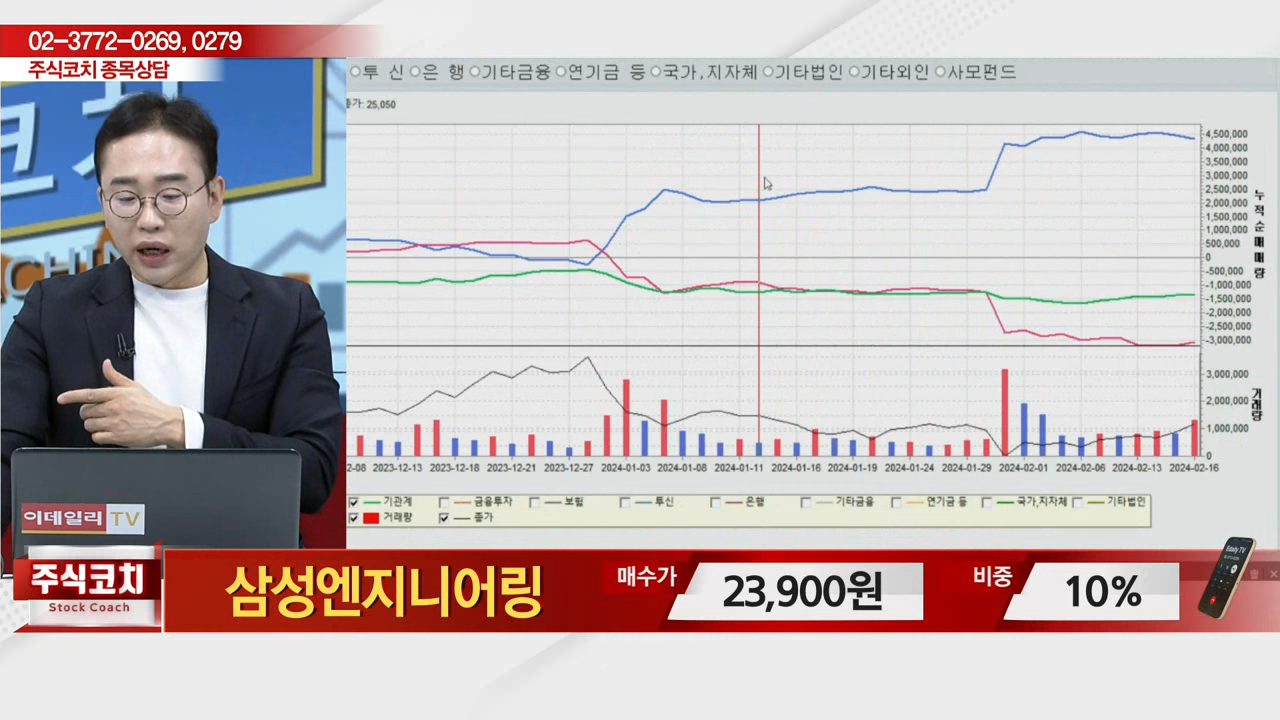 02-3772-0269, 0279
주식코치 종목상담
투 신 은 행 기타금융 연기금 등 국가,지자체 기타법인 기타외인 사모펀드
종가: 25,050
코치
CHIN
4,500,000
4,000,000
3,500,000
3,000,000
2,500,000
2,000,000
1,500,000
1,000,000
500,000
0
-500,000
-1,000,000
-1,500,000
-2,000,000
-2,500,000
-3,000,000
누적순매매량
3,000,000
2,000,000
1,000,000
0
거래량
2-08 2023-12-13 2023-12-18 2023-12-21 2023-12-27 2024-01-03 2024-01-08 2024-01-11 2024-01-16 2024-01-19 2024-01-24 2024-01-29 2024-02-01 2024-02-06 2024-02-13 2024-02-16
기관계 금융투자 보험 투신 은행 기타금융 연기금 등 국가,지자체 기타법인
거래량 종가
이데일리 TV
주식코치
Stock Coach
삼성엔지니어링
매수가 23,900원
비중 10%
Edaily TV